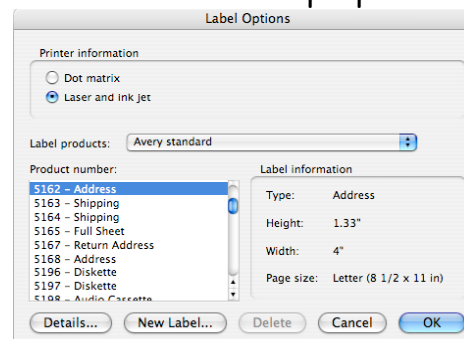 Label Options
Printer information
Dot matrix
Laser and ink jet
Label products: Avery standard
Product number:
5162 – Address
5163 – Shipping
5164 – Shipping
5165 – Full Sheet
5167 – Return Address
5168 – Address
5196 – Diskette
5197 – Diskette
5198 – Audio Cassette
Label information
Type: Address
Height: 1.33"
Width: 4"
Page size: Letter (8 1/2 x 11 in)
Details... New Label... Delete Cancel OK